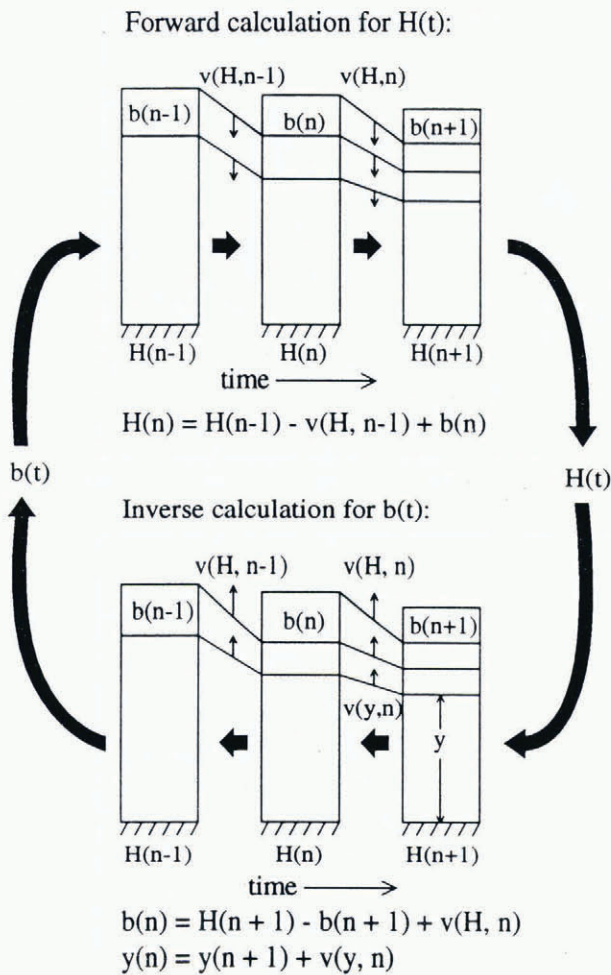 Forward calculation for H(t):
v(H,n-1) v(H,n)
b(n-1) b(n) b(n+1)
H(n-1) H(n) H(n+1)
time
H(n) = H(n-1) - v(H, n-1) + b(n)
b(t) H(t)
Inverse calculation for b(t):
v(H, n-1) v(H, n)
b(n-1) b(n) b(n+1)
v(y,n) y
H(n-1) H(n) H(n+1)
time
b(n) = H(n + 1) - b(n + 1) + v(H, n)
y(n) = y(n + 1) + v(y, n)